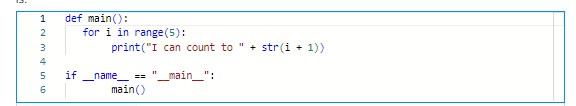 1 def main():
2 for i in range(5):
3 print("I can count to " + str(i + 1))
4
5 if __name__ == "__main__":
6 main()